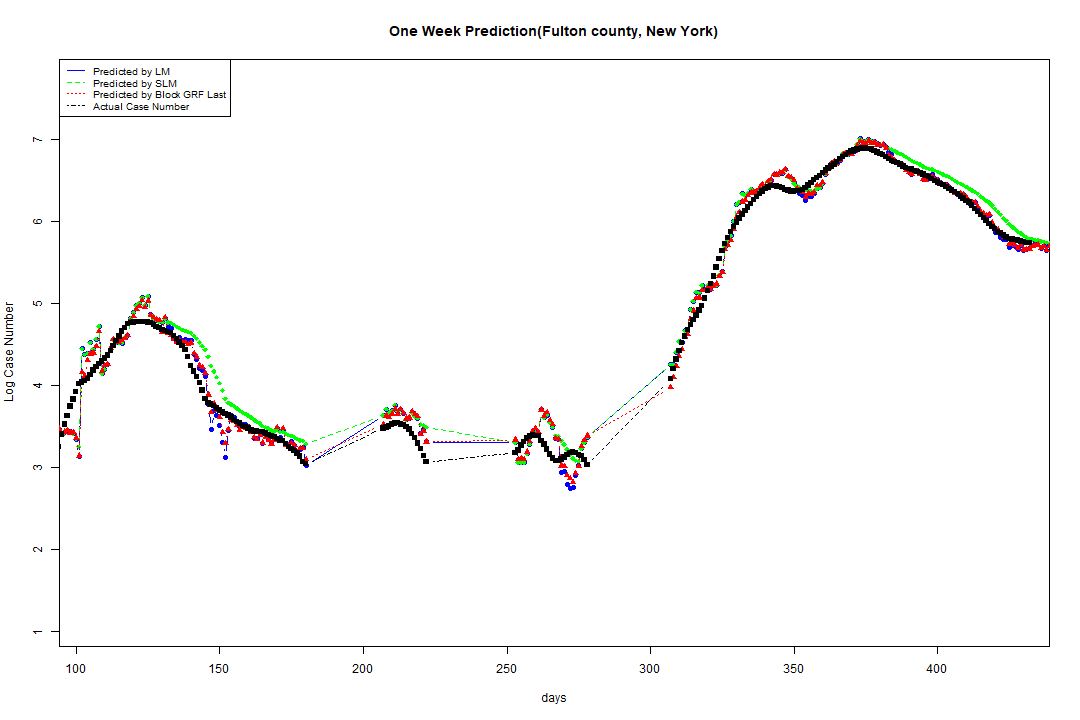 One Week Prediction(Fulton county, New York)
Predicted by LM
Predicted by SLM
Predicted by Block GRF Last
Actual Case Number
7
6
5
4
3
2
1
Log Case Number
100 150 200 250 300 350 400
days